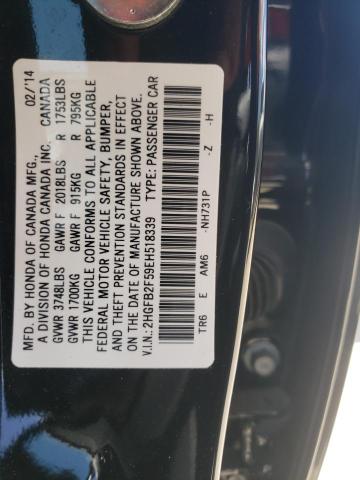 MFD. BY HONDA OF CANADA MFG., 02/'14
A DIVISION OF HONDA CANADA INC, CANADA
GVWR 3748LBS GAWR F 2018LBS R 1753LBS
GVWR 1700KG GAWR F 915KG R 795KG
THIS VEHICLE CONFORMS TO ALL APPLICABLE
FEDERAL MOTOR VEHICLE SAFETY, BUMPER,
AND THEFT PREVENTION STANDARDS IN EFFECT
ON THE DATE OF MANUFACTURE SHOWN ABOVE.
V.I.N.: 2HGFB2F59EH518339 TYPE: PASSENGER CAR
TR6 E AM6 -NH731P -Z -H